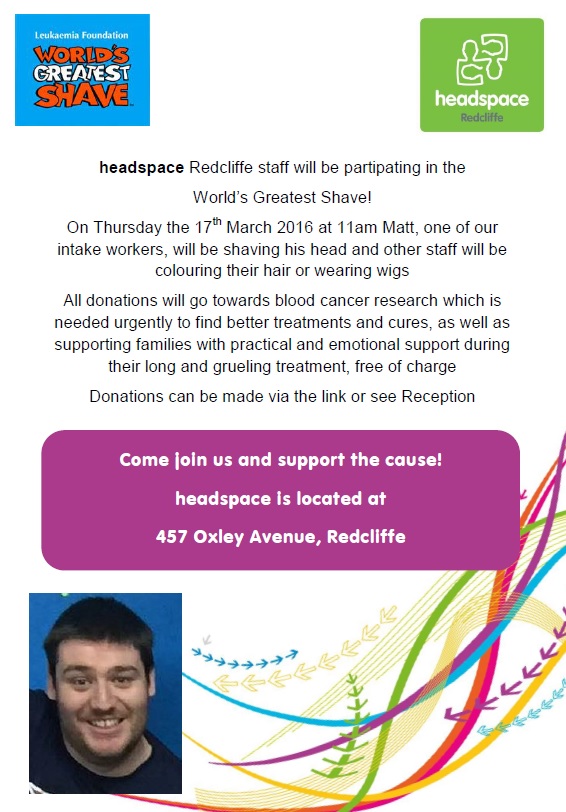 Leukaemia Foundation
WORLD'S
GREATEST
SHAVE
headspace
Redcliffe
headspace Redcliffe staff will be partipating in the
World's Greatest Shave!
On Thursday the 17th March 2016 at 11am Matt, one of our
intake workers, will be shaving his head and other staff will be
colouring their hair or wearing wigs
All donations will go towards blood cancer research which is
needed urgently to find better treatments and cures, as well as
supporting families with practical and emotional support during
their long and grueling treatment, free of charge
Donations can be made via the link or see Reception
Come join us and support the cause!
headspace is located at
457 Oxley Avenue, Redcliffe